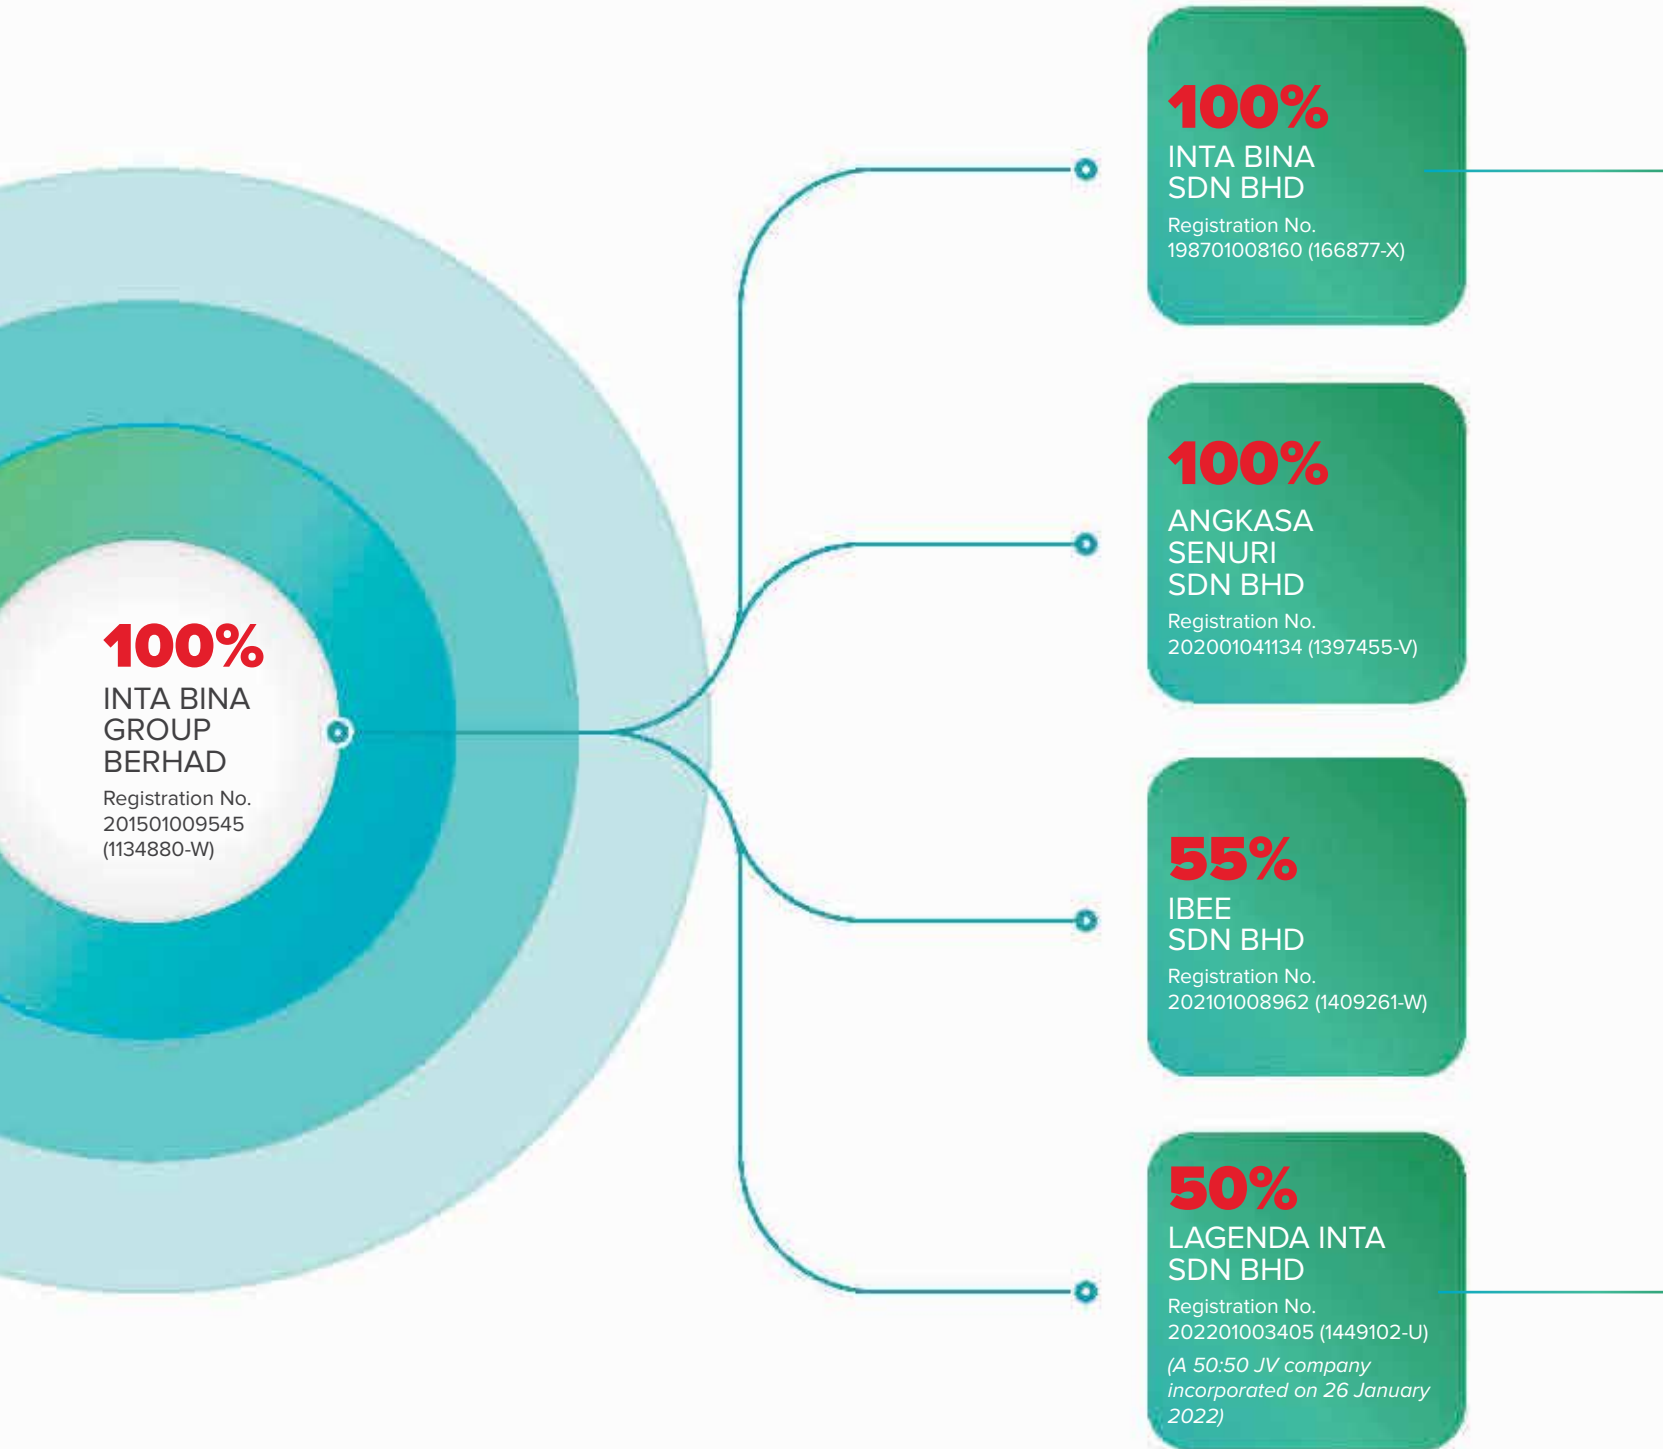 100%
INTA BINA
GROUP
BERHAD
Registration No.
201501009545
(1134880-W)
100%
INTA BINA
SDN BHD
Registration No.
198701008160 (166877-X)
100%
ANGKASA
SENURI
SDN BHD
Registration No.
202001041134 (1397455-V)
55%
IBEE
SDN BHD
Registration No.
202101008962 (1409261-W)
50%
LAGENDA INTA
SDN BHD
Registration No.
202201003405 (1449102-U)
(A 50:50 JV company
incorporated on 26 January
2022)